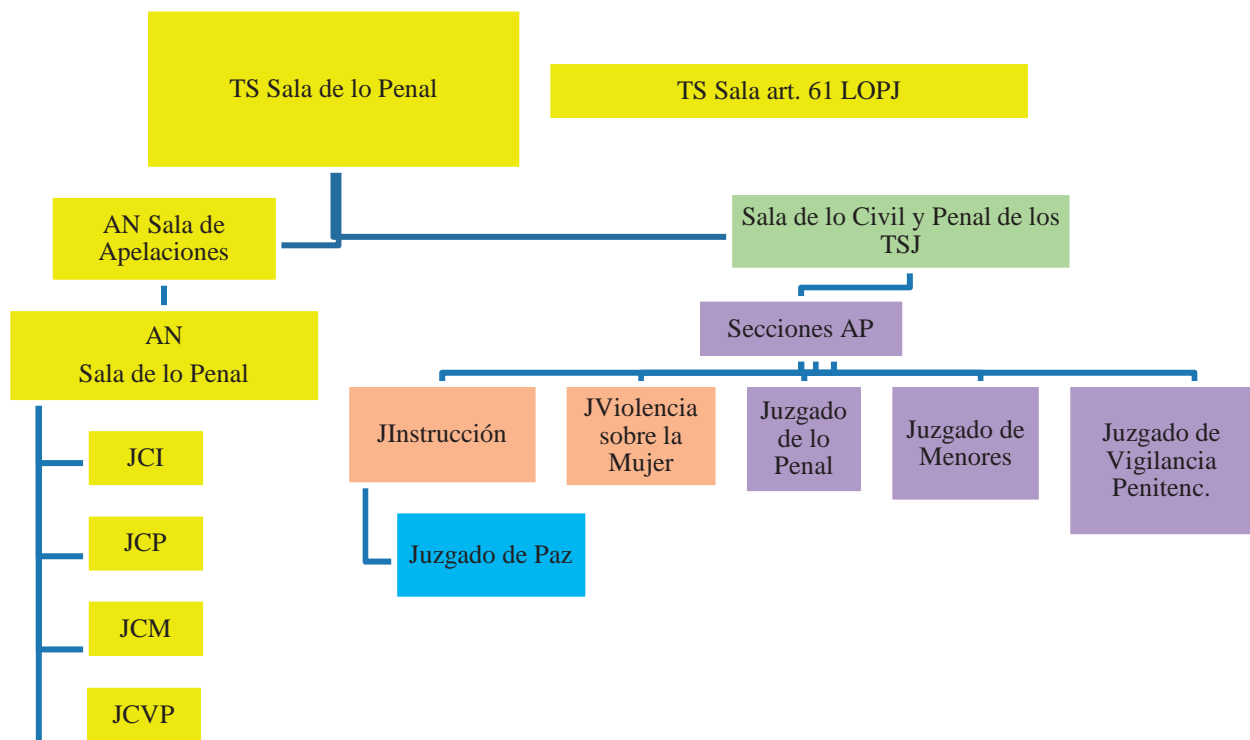 TS Sala de lo Penal
TS Sala art. 61 LOPJ
AN Sala de
Apelaciones
Sala de lo Civil y Penal de los
TSJ
AN
Sala de lo Penal
Secciones AP
JInstrucción
JViolencia
sobre la
Mujer
Juzgado
de lo
Penal
Juzgado de
Menores
Juzgado de
Vigilancia
Penitenc.
JCI
JCP
Juzgado de Paz
JCM
JCVP